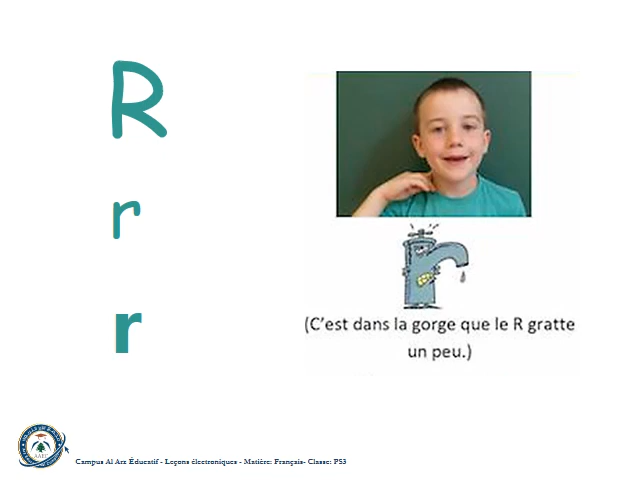 R
r
r
(C'est dans la gorge que le R gratte
un peu.)
Campus Al Arz Éducatif - Leçons électroniques - Matière: Français- Classe: PS3